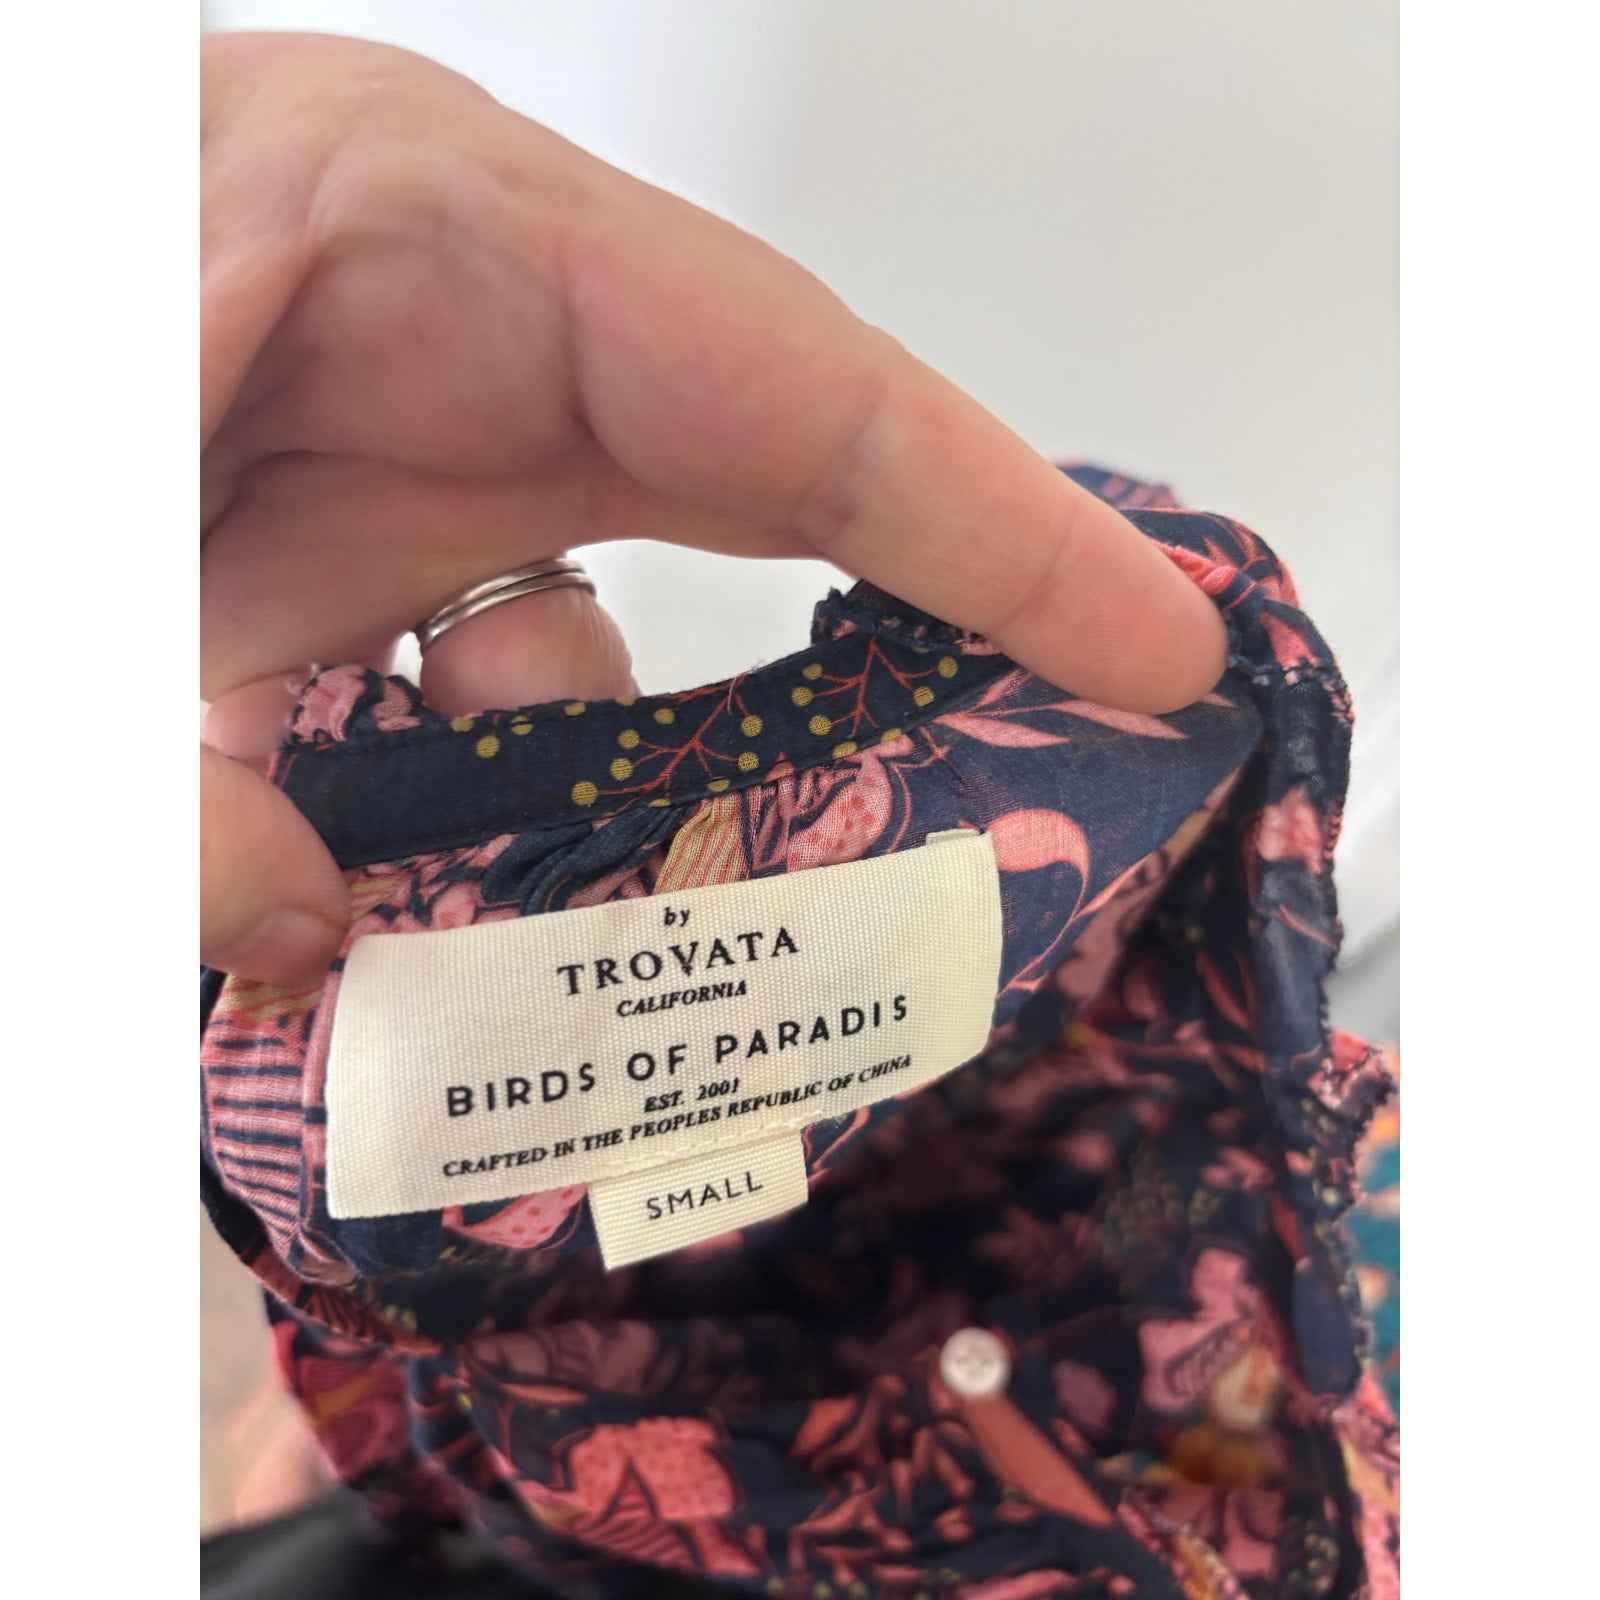 by
TROVATA
CALIFORNIA
BIRDS OF PARADIS
EST. 2001
CRAFTED IN THE PEOPLES REPUBLIC OF CHINA
SMALL